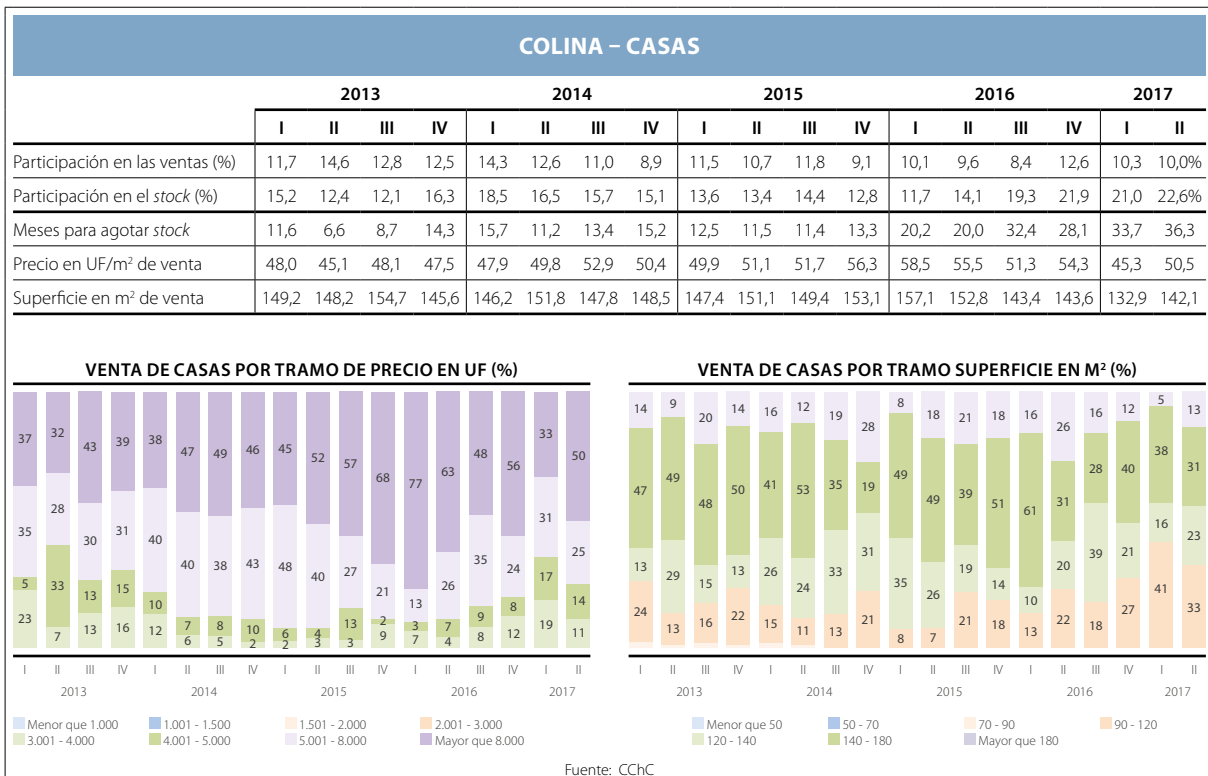 COLINA – CASAS
2013 2014 2015 2016 2017
I II III IV I II III IV I II III IV I II III IV I II
Participación en las ventas (%) 11,7 14,6 12,8 12,5 14,3 12,6 11,0 8,9 11,5 10,7 11,8 9,1 10,1 9,6 8,4 12,6 10,3 10,0%
Participación en el stock (%) 15,2 12,4 12,1 16,3 18,5 16,5 15,7 15,1 13,6 13,4 14,4 12,8 11,7 14,1 19,3 21,9 21,0 22,6%
Meses para agotar stock 11,6 6,6 8,7 14,3 15,7 11,2 13,4 15,2 12,5 11,5 11,4 13,3 20,2 20,0 32,4 28,1 33,7 36,3
Precio en UF/m² de venta 48,0 45,1 48,1 47,5 47,9 49,8 52,9 50,4 49,9 51,1 51,7 56,3 58,5 55,5 51,3 54,3 45,3 50,5
Superficie en m² de venta 149,2 148,2 154,7 145,6 146,2 151,8 147,8 148,5 147,4 151,1 149,4 153,1 157,1 152,8 143,4 143,6 132,9 142,1
VENTA DE CASAS POR TRAMO DE PRECIO EN UF (%)
37 32 43 39 38 47 49 46 45 52 57 68 77 63 48 56 33 50
35 28 30 31 40 40 38 43 48 40 27 21 13 26 35 24 31 25
5 33 13 15 10 7 8 10 6 4 13 2 3 7 9 8 17 14
23 7 13 16 12 6 5 2 2 3 3 9 7 4 8 12 19 11
I II III IV I II III IV I II III IV I II III IV I II
2013 2014 2015 2016 2017
Menor que 1.000 1.001 - 1.500 1.501 - 2.000 2.001 - 3.000
3.001 - 4.000 4.001 - 5.000 5.001 - 8.000 Mayor que 8.000
VENTA DE CASAS POR TRAMO SUPERFICIE EN M² (%)
14 9 20 14 16 12 19 28 8 18 21 18 16 26 16 12 5 13
47 49 48 50 41 53 35 19 49 49 39 51 61 31 28 40 38 31
13 29 15 13 26 24 33 31 35 26 19 14 10 20 39 21 16 23
24 13 16 22 15 11 13 21 8 7 21 18 13 22 18 27 41 33
I II III IV I II III IV I II III IV I II III IV I II
2013 2014 2015 2016 2017
Menor que 50 50 - 70 70 - 90 90 - 120
120 - 140 140 - 180 Mayor que 180
Fuente: CChC